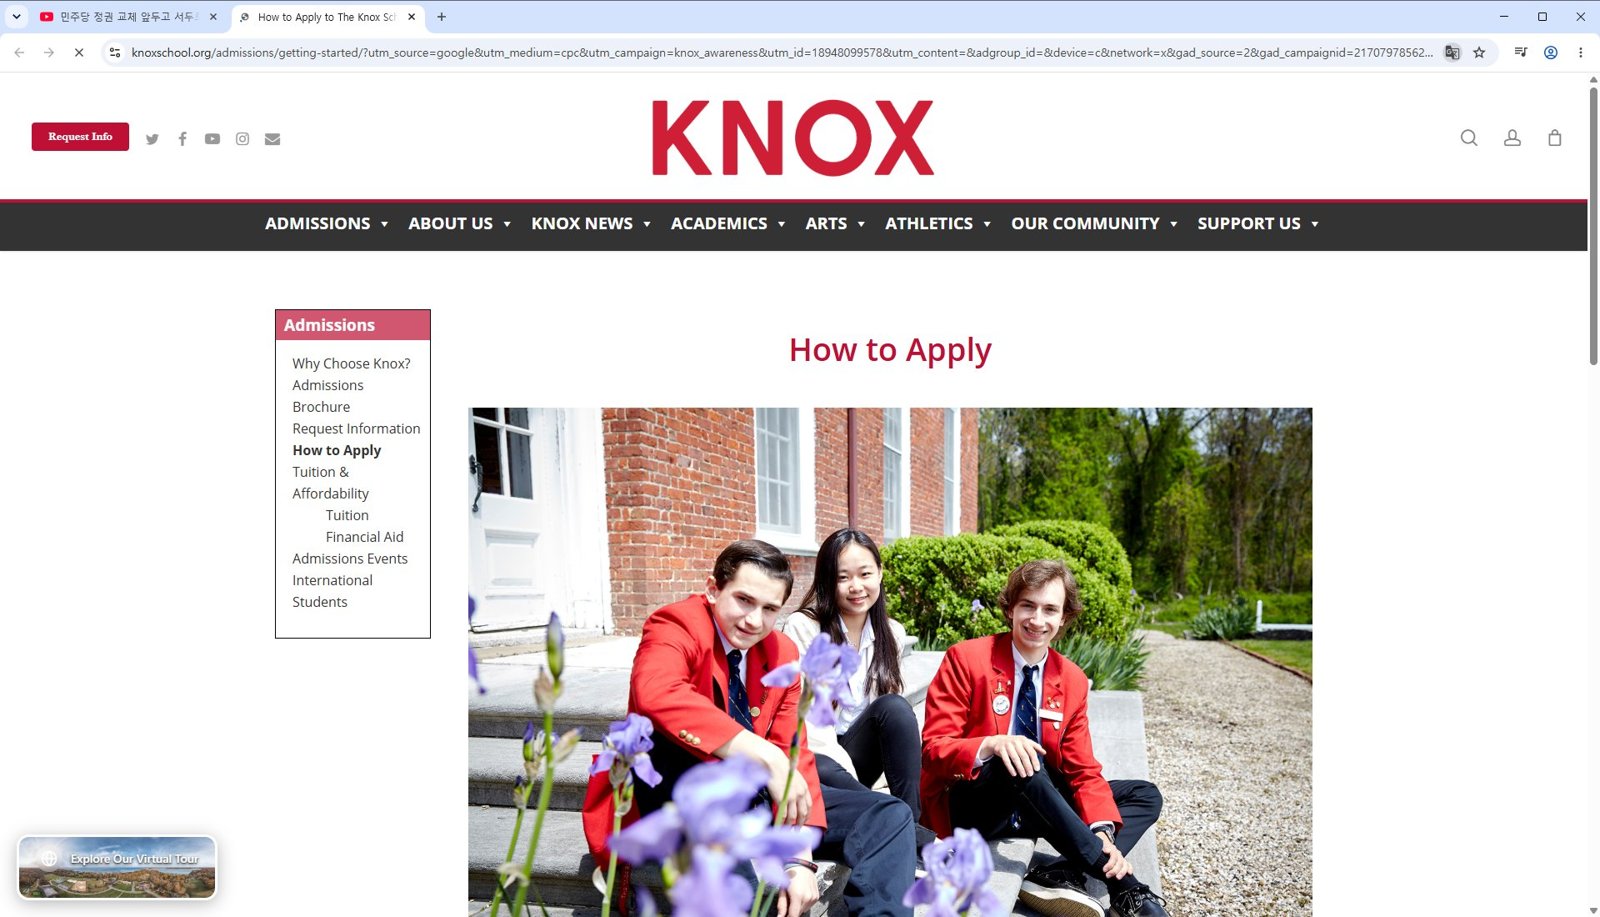 민주당 정권 교체 앞두고 서두
How to Apply to The Knox Sc
knoxschool.org/admissions/getting-started/?utm_source=google&utm_medium=cpc&utm_campaign=knox_awareness&utm_id=18948099578&utm_content=&adgroup_id=&device=c&network=x&gad_source=2&gad_campaignid=21707978562...
Request Info
KNOX
ADMISSIONS ABOUT US KNOX NEWS ACADEMICS ARTS ATHLETICS OUR COMMUNITY SUPPORT US
Admissions
Why Choose Knox?
Admissions
Brochure
Request Information
How to Apply
Tuition &
Affordability
Tuition
Financial Aid
Admissions Events
International
Students
How to Apply
Explore Our Virtual Tour